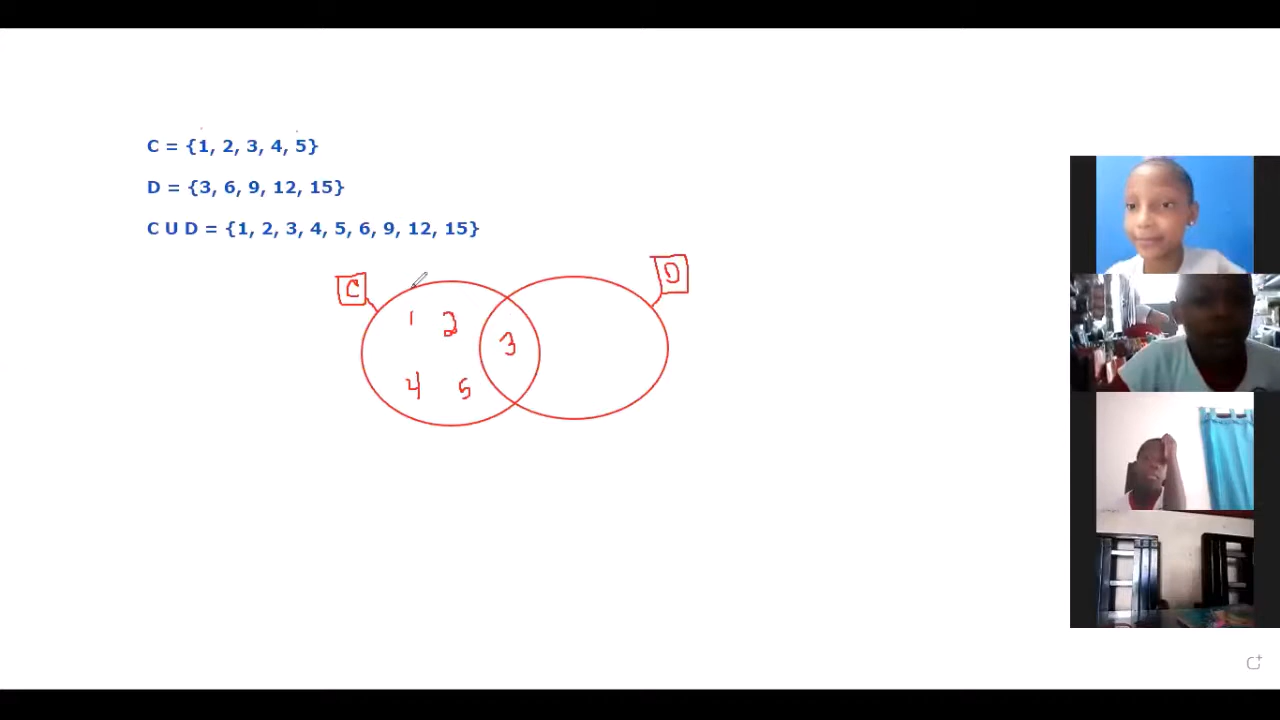 C = {1, 2, 3, 4, 5}
D = {3, 6, 9, 12, 15}
C U D = {1, 2, 3, 4, 5, 6, 9, 12, 15}
C D
1 2
3
4 5